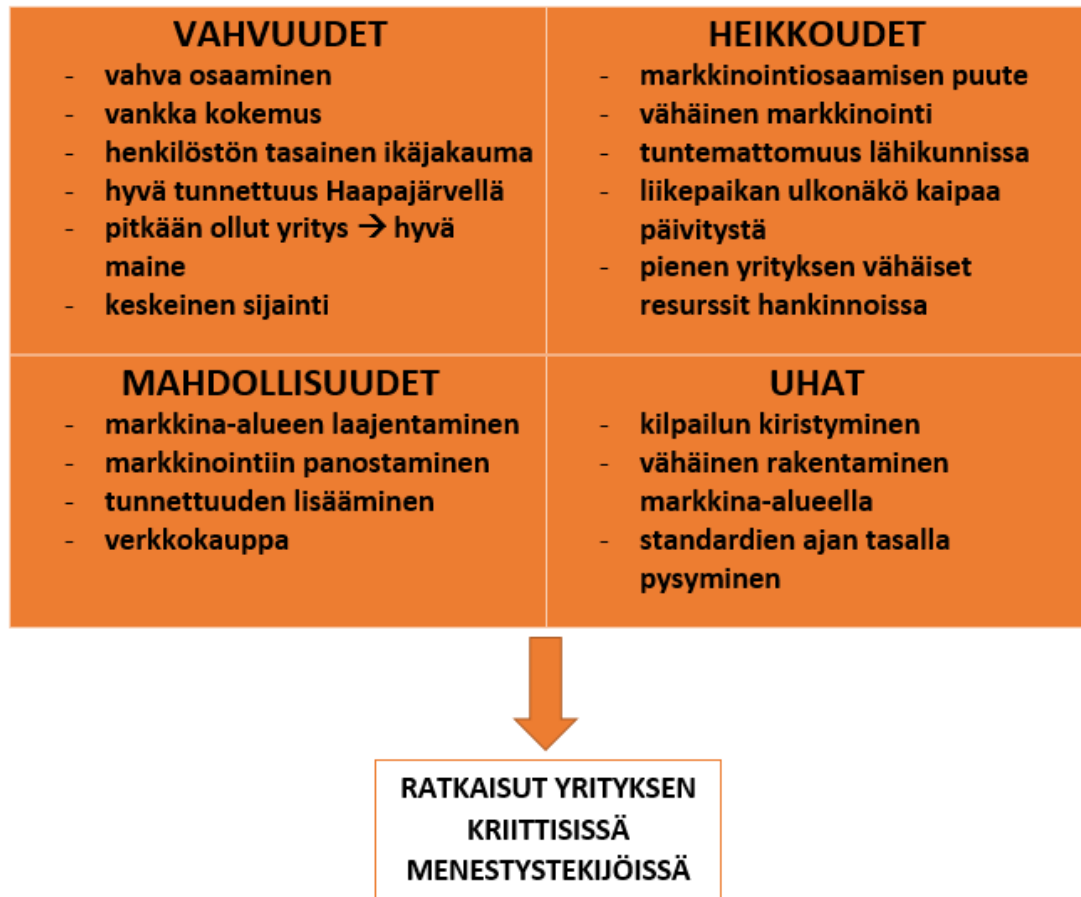 VAHVUUDET
- vahva osaaminen
- vankka kokemus
- henkilöstön tasainen ikäjakauma
- hyvä tunnettuus Haapajärvellä
- pitkään ollut yritys → hyvä
maine
- keskeinen sijainti
HEIKKOUDET
- markkinointiosaamisen puute
- vähäinen markkinointi
- tuntemattomuus lähikunnissa
- liikepaikan ulkonäkö kaipaa
päivitystä
- pienen yrityksen vähäiset
resurssit hankinnoissa
MAHDOLLISUUDET
- markkina-alueen laajentaminen
- markkinointiin panostaminen
- tunnettuuden lisääminen
- verkkokauppa
UHAT
- kilpailun kiristyminen
- vähäinen rakentaminen
markkina-alueella
- standardien ajan tasalla
pysyminen
RATKAISUT YRITYKSEN
KRIITTISISSÄ
MENESTYSTEKIJÖISSÄ